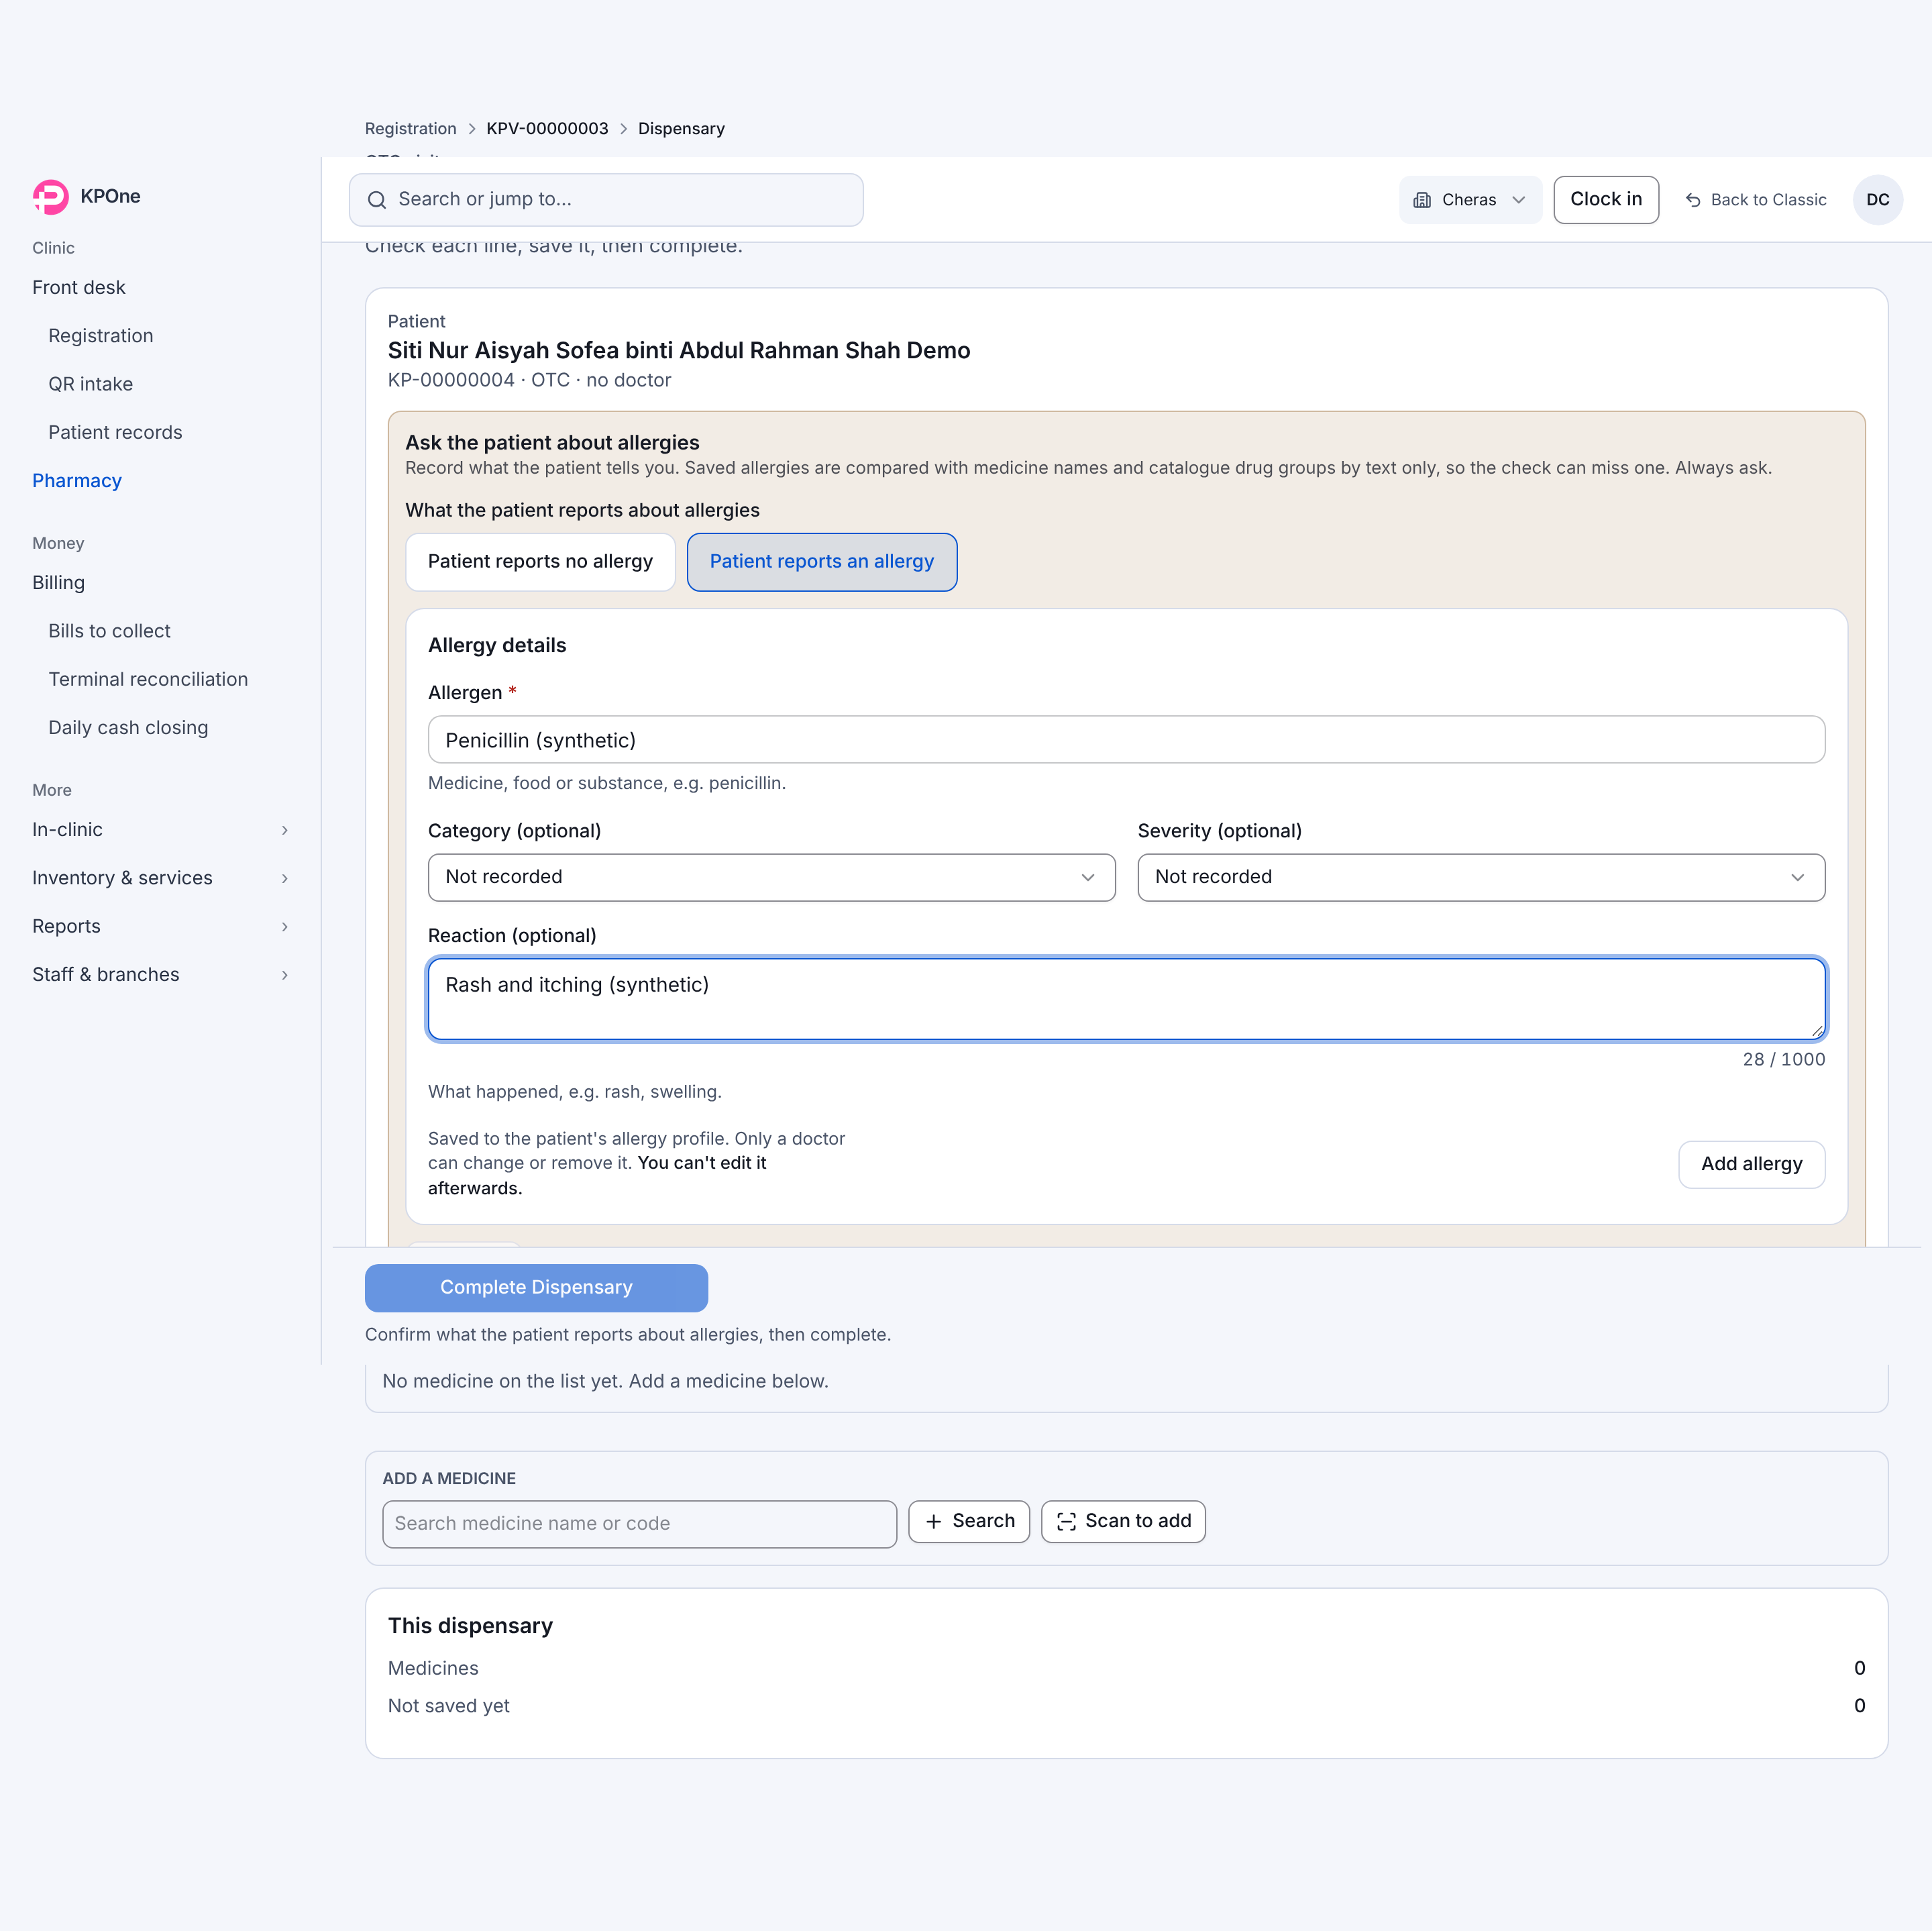 Registration > KPV-00000003 > Dispensary
KPOne
Search or jump to...
Cheras
Clock in
Back to Classic
DC
Clinic
Front desk
Registration
QR intake
Patient records
Pharmacy
Money
Billing
Bills to collect
Terminal reconciliation
Daily cash closing
More
In-clinic
Inventory & services
Reports
Staff & branches
Check each line, save it, then complete.
Patient
Siti Nur Aisyah Sofea binti Abdul Rahman Shah Demo
KP-00000004 · OTC · no doctor
Ask the patient about allergies
Record what the patient tells you. Saved allergies are compared with medicine names and catalogue drug groups by text only, so the check can miss one. Always ask.
What the patient reports about allergies
Patient reports no allergy
Patient reports an allergy
Allergy details
Allergen *
Penicillin (synthetic)
Medicine, food or substance, e.g. penicillin.
Category (optional)
Severity (optional)
Not recorded
Not recorded
Reaction (optional)
Rash and itching (synthetic)
28 / 1000
What happened, e.g. rash, swelling.
Saved to the patient's allergy profile. Only a doctor
can change or remove it. You can't edit it
afterwards.
Add allergy
Complete Dispensary
Confirm what the patient reports about allergies, then complete.
No medicine on the list yet. Add a medicine below.
ADD A MEDICINE
Search medicine name or code
Search
Scan to add
This dispensary
Medicines 0
Not saved yet 0